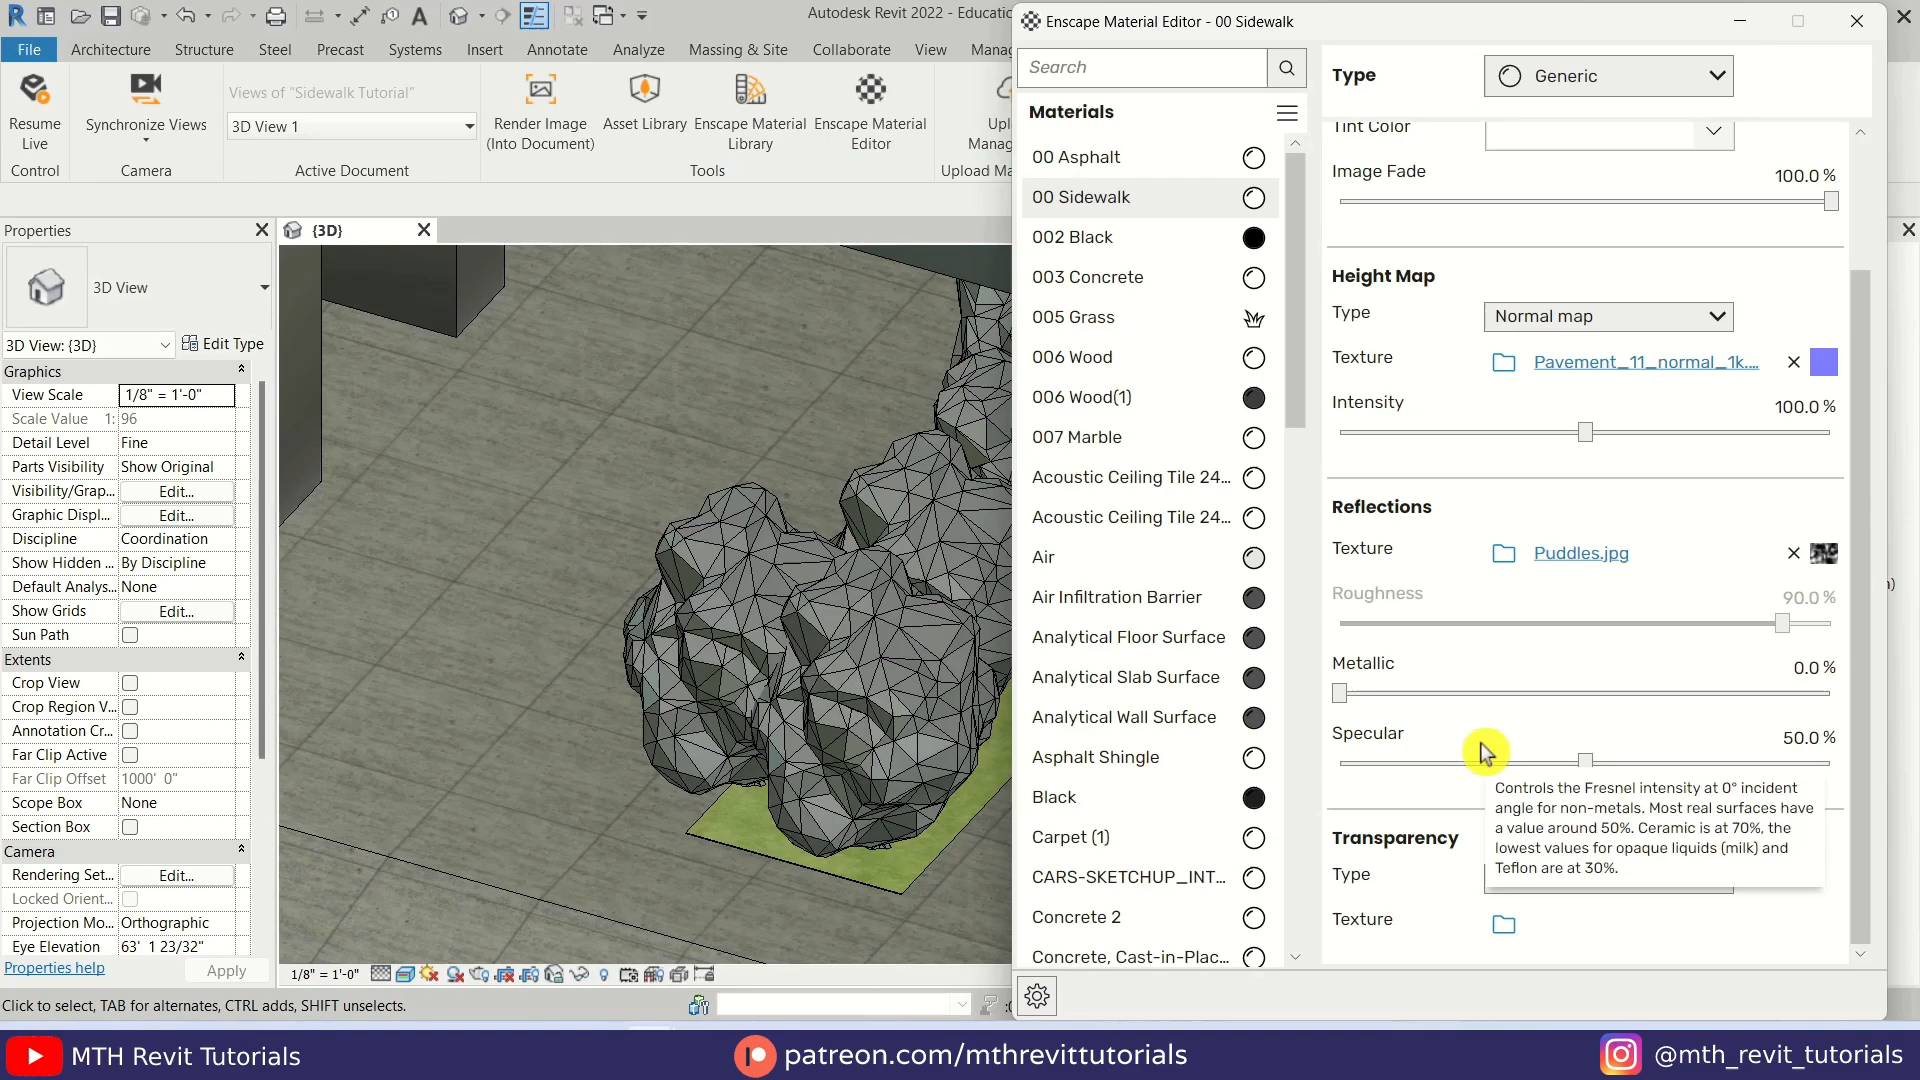 Autodesk Revit 2022 - Educatio
File
Architecture
Structure
Steel
Precast
Systems
Insert
Annotate
Analyze
Massing & Site
Collaborate
View
Manag
Resume
Live
Synchronize Views
Views of "Sidewalk Tutorial"
3D View 1
Render Image
(Into Document)
Asset Library
Enscape Material
Library
Enscape Material
Editor
Upl
Manag
Control
Camera
Active Document
Tools
Upload Ma
Properties
{3D}
3D View
3D View: {3D}
Edit Type
Graphics
View Scale
1/8" = 1'-0"
Scale Value 1:
96
Detail Level
Fine
Parts Visibility
Show Original
Visibility/Grap...
Edit...
Graphic Displ...
Edit...
Discipline
Coordination
Show Hidden ...
By Discipline
Default Analys...
None
Show Grids
Edit...
Sun Path
Extents
Crop View
Crop Region V...
Annotation Cr...
Far Clip Active
Far Clip Offset
1000' 0"
Scope Box
None
Section Box
Camera
Rendering Set...
Edit...
Locked Orient...
Projection Mo...
Orthographic
Eye Elevation
63' 1 23/32"
Properties help
Apply
1/8" = 1'-0"
Click to select, TAB for alternates, CTRL adds, SHIFT unselects.
Enscape Material Editor - 00 Sidewalk
Search
Materials
00 Asphalt
00 Sidewalk
002 Black
003 Concrete
005 Grass
006 Wood
006 Wood(1)
007 Marble
Acoustic Ceiling Tile 24...
Acoustic Ceiling Tile 24...
Air
Air Infiltration Barrier
Analytical Floor Surface
Analytical Slab Surface
Analytical Wall Surface
Asphalt Shingle
Black
Carpet (1)
CARS-SKETCHUP_INT...
Concrete 2
Concrete, Cast-in-Plac...
Type
Generic
Tint Color
Image Fade
100.0 %
Height Map
Type
Normal map
Texture
Pavement_11_normal_1k....
Intensity
100.0 %
Reflections
Texture
Puddles.jpg
Roughness
90.0 %
Metallic
0.0 %
Specular
50.0 %
Controls the Fresnel intensity at 0° incident
angle for non-metals. Most real surfaces have
a value around 50%. Ceramic is at 70%, the
lowest values for opaque liquids (milk) and
Teflon are at 30%.
Transparency
Type
Texture
MTH Revit Tutorials
patreon.com/mthrevittutorials
@mth_revit_tutorials